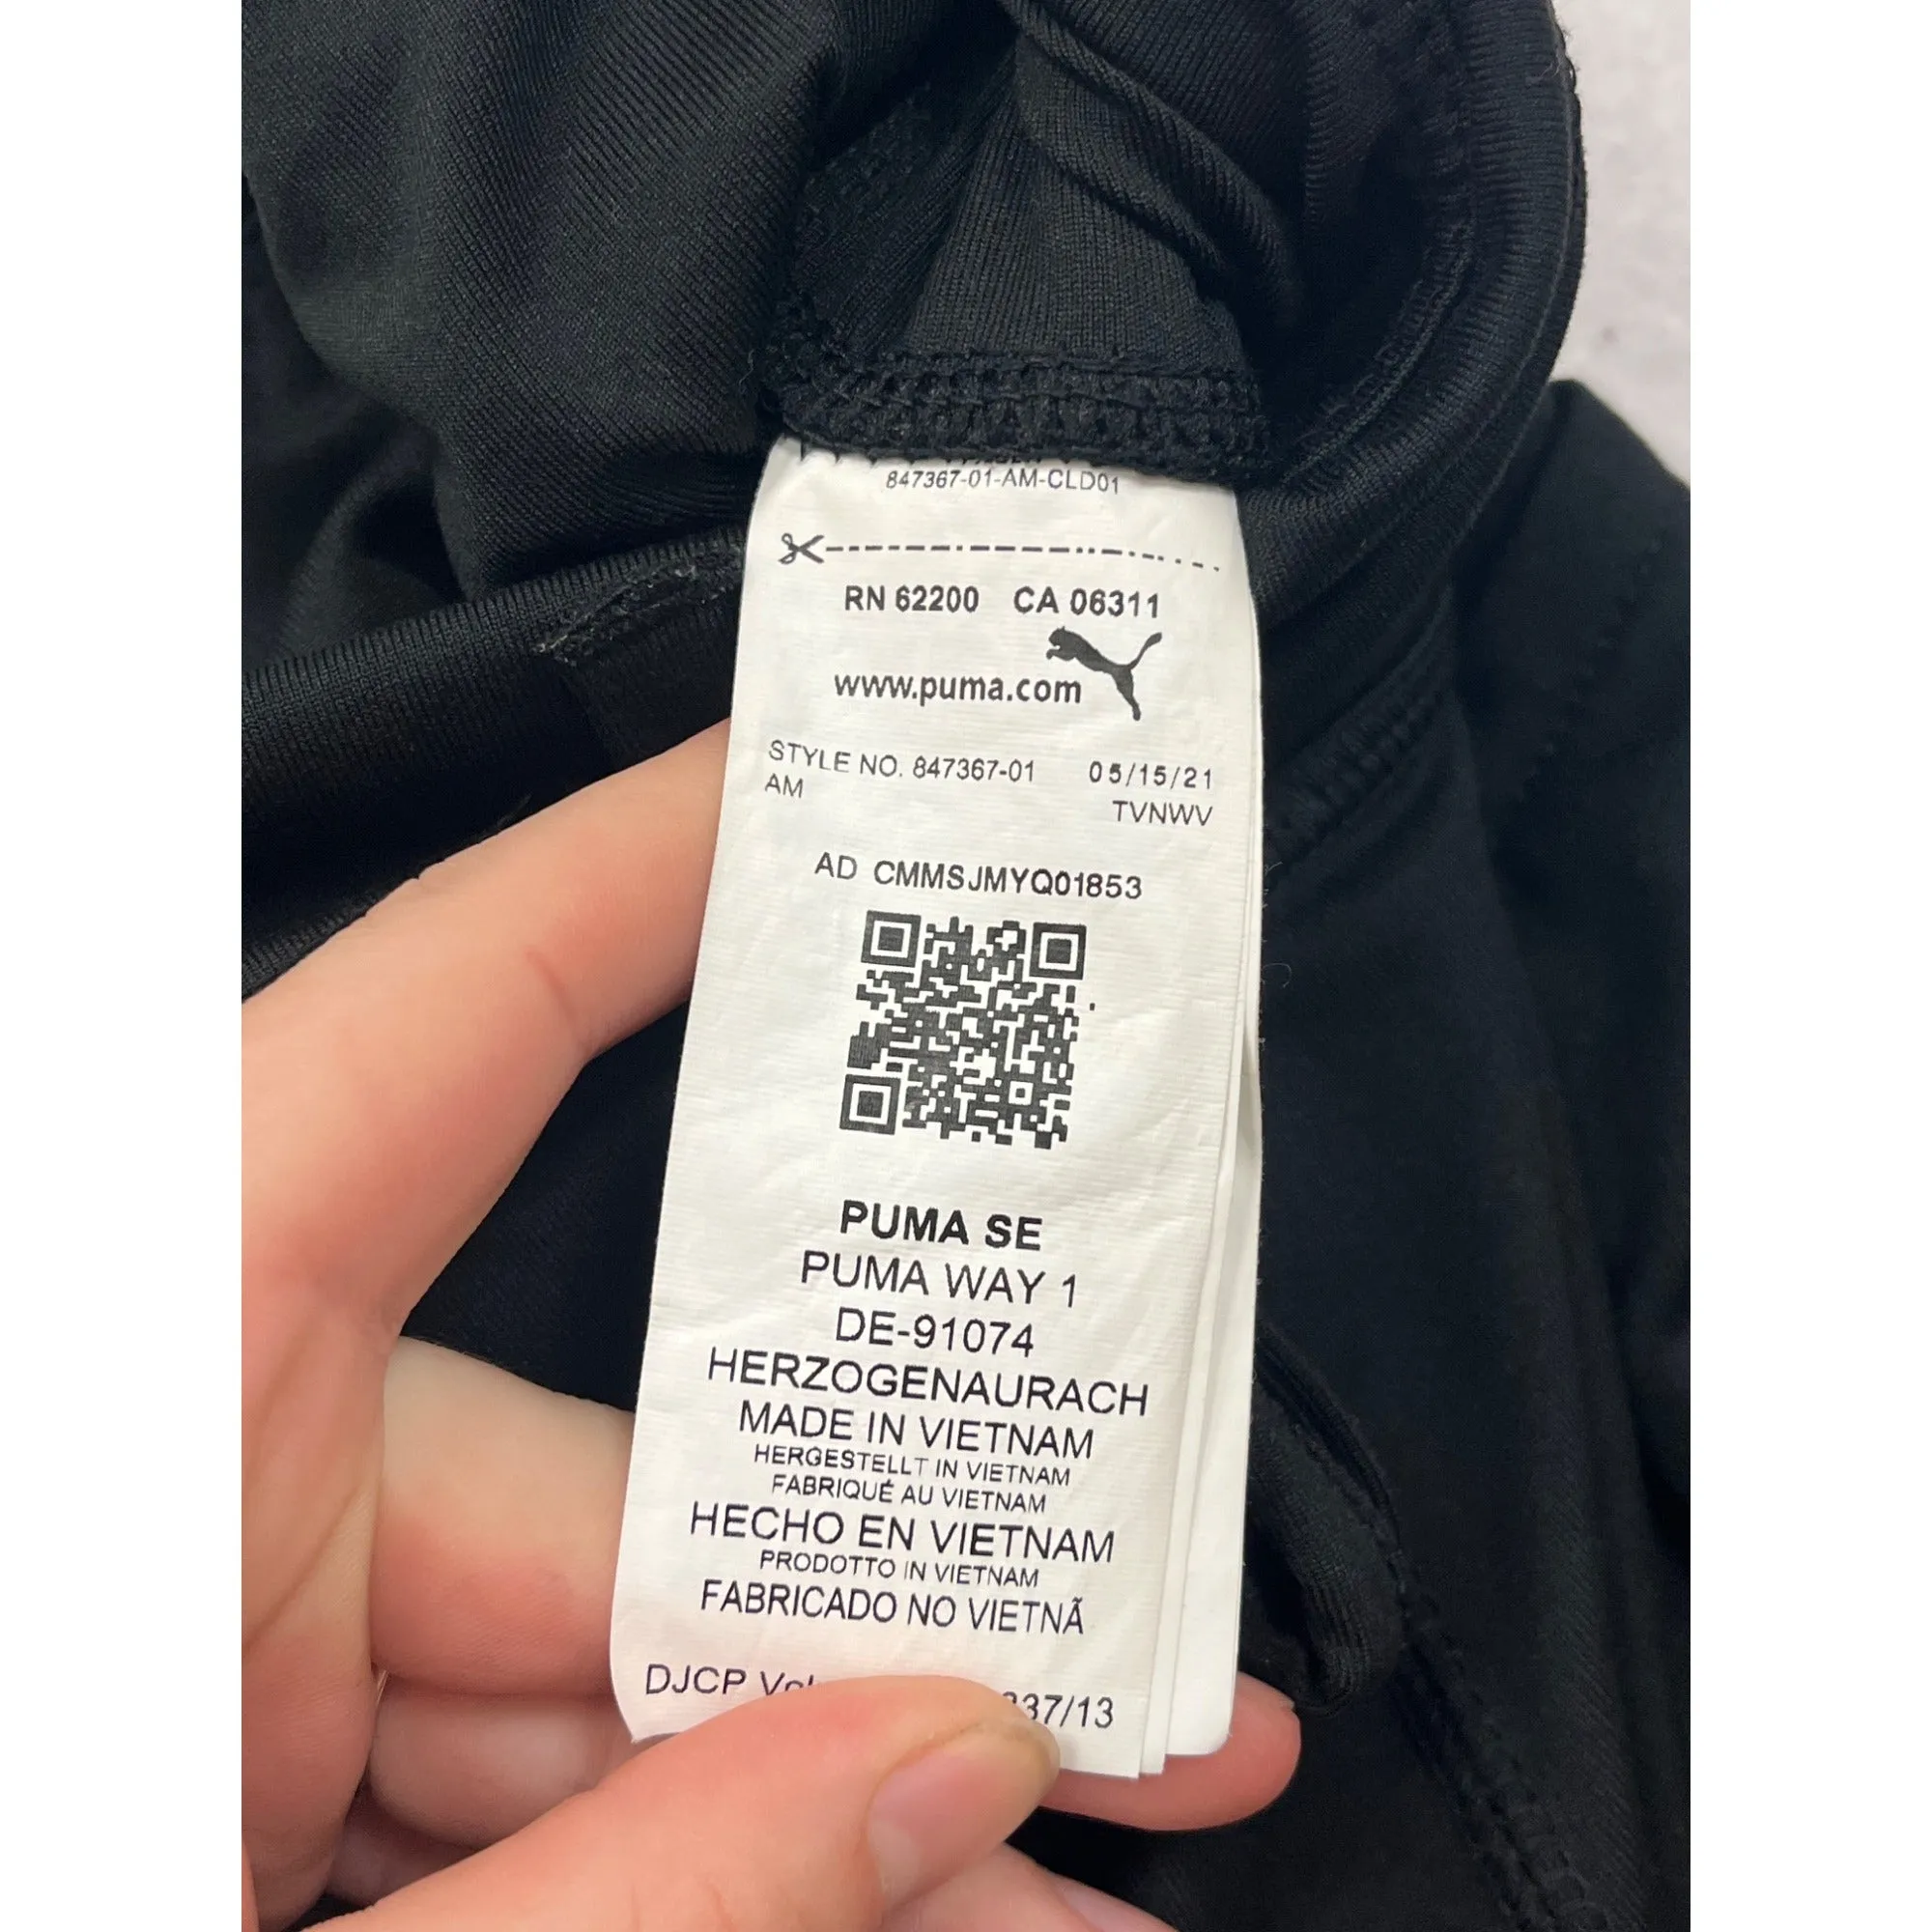 847367-01-AM-CLD01
RN 62200 CA 06311
www.puma.com
STYLE NO. 847367-01 05/15/21
AM TVNWV
AD CMMSJMYQ01853
PUMA SE
PUMA WAY 1
DE-91074
HERZOGENAURACH
MADE IN VIETNAM
HERGESTELLT IN VIETNAM
FABRIQUÉ AU VIETNAM
HECHO EN VIETNAM
PRODOTTO IN VIETNAM
FABRICADO NO VIETNÃ
DJCP 37/13